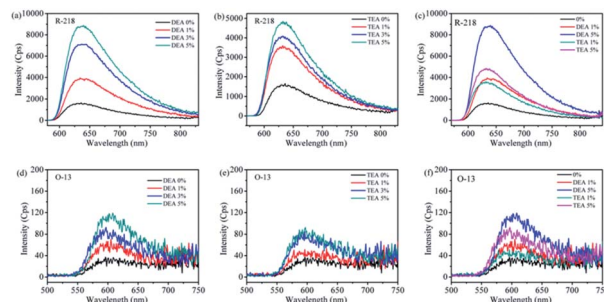 (a) R-218
DEA 0%
DEA 1%
DEA 3%
DEA 5%
Intensity (Cps)
10000
8000
6000
4000
2000
0
600 650 700 750 800
Wavelength (nm)
(b) R-218
TEA 0%
TEA 1%
TEA 3%
TEA 5%
Intensity (Cps)
5000
4000
3000
2000
1000
0
600 650 700 750 800
Wavelength (nm)
(c) R-218
0%
DEA 1%
DEA 5%
TEA 1%
TEA 5%
Intensity (Cps)
10000
8000
6000
4000
2000
0
600 650 700 750 800
Wavelength (nm)
(d) O-13
DEA 0%
DEA 1%
DEA 3%
DEA 5%
Intensity (Cps)
200
160
120
80
40
0
500 550 600 650 700 750
Wavelength (nm)
(e) O-13
TEA 0%
TEA 1%
TEA 3%
TEA 5%
Intensity (Cps)
200
160
120
80
40
0
500 550 600 650 700 750
Wavelength (nm)
(f) O-13
0%
DEA 1%
DEA 5%
TEA 1%
TEA 5%
Intensity (Cps)
200
160
120
80
40
0
500 550 600 650 700 750
Wavelength (nm)